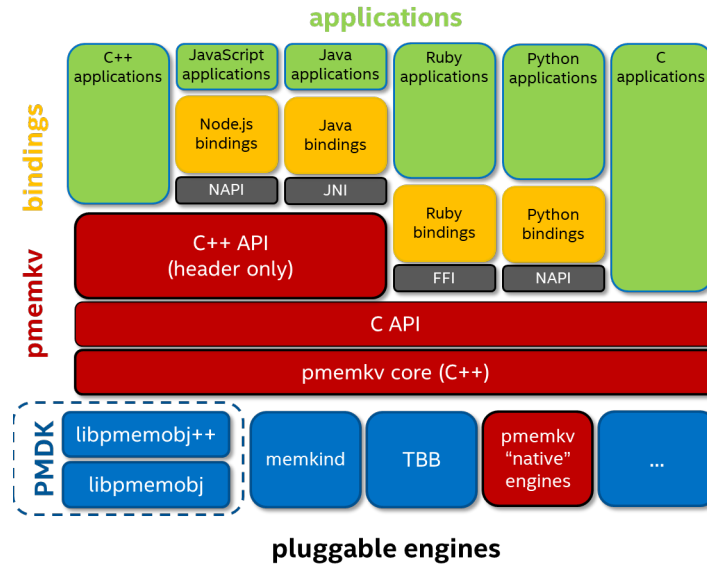 applications
C++
applications
JavaScript
applications
Java
applications
Ruby
applications
Python
applications
C
applications
bindings
Node.js
bindings
Java
bindings
NAPI
JNI
Ruby
bindings
Python
bindings
FFI
NAPI
pmemkv
C++ API
(header only)
C API
pmemkv core (C++)
PMDK
libpmemobj++
libpmemobj
memkind
TBB
pmemkv
“native”
engines
...
pluggable engines